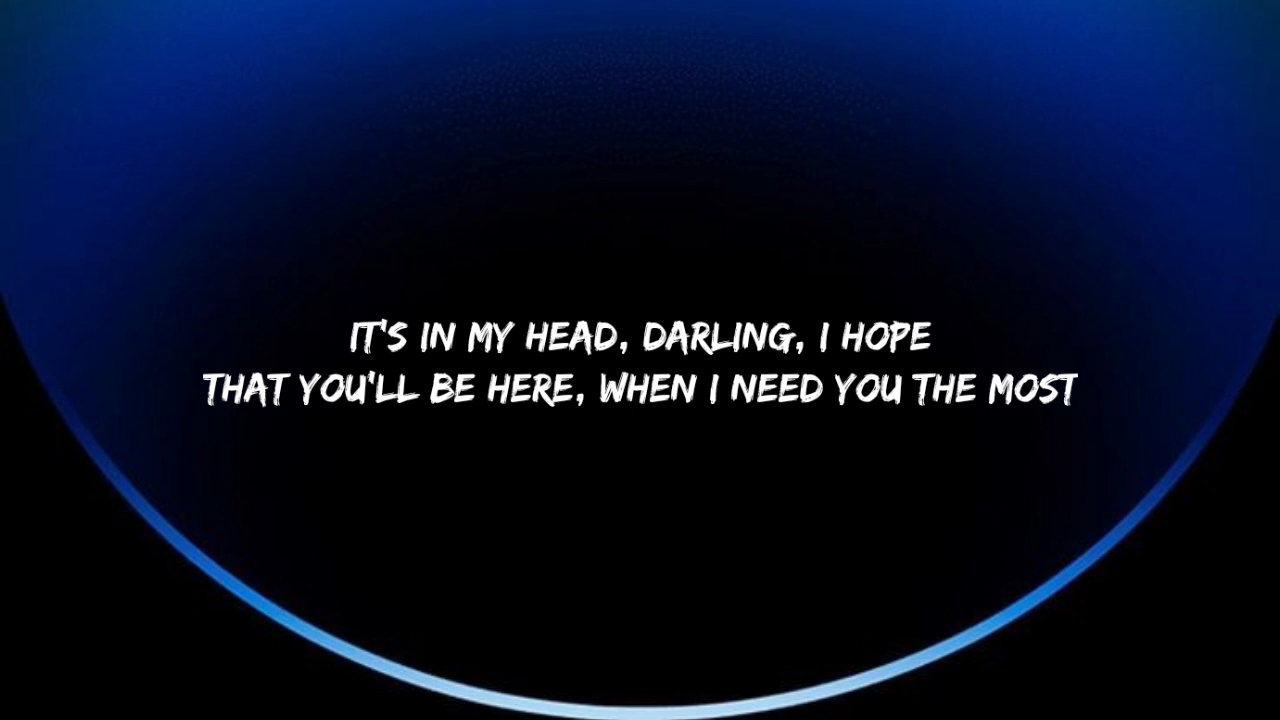 IT'S IN MY HEAD, DARLING, I HOPE
THAT YOU'LL BE HERE, WHEN I NEED YOU THE MOST